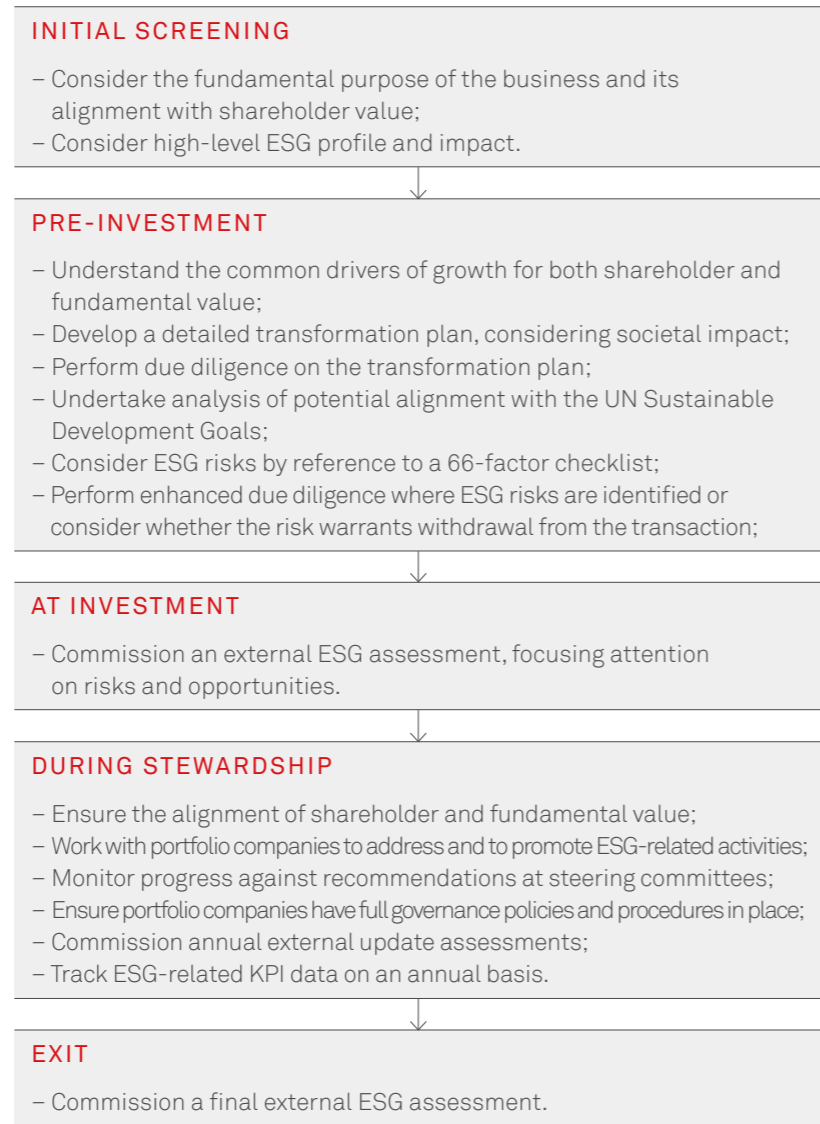 INITIAL SCREENING
– Consider the fundamental purpose of the business and its
alignment with shareholder value;
– Consider high-level ESG profile and impact.
PRE-INVESTMENT
– Understand the common drivers of growth for both shareholder and
fundamental value;
– Develop a detailed transformation plan, considering societal impact;
– Perform due diligence on the transformation plan;
– Undertake analysis of potential alignment with the UN Sustainable
Development Goals;
– Consider ESG risks by reference to a 66-factor checklist;
– Perform enhanced due diligence where ESG risks are identified or
consider whether the risk warrants withdrawal from the transaction;
AT INVESTMENT
– Commission an external ESG assessment, focusing attention
on risks and opportunities.
DURING STEWARDSHIP
– Ensure the alignment of shareholder and fundamental value;
– Work with portfolio companies to address and to promote ESG-related activities;
– Monitor progress against recommendations at steering committees;
– Ensure portfolio companies have full governance policies and procedures in place;
– Commission annual external update assessments;
– Track ESG-related KPI data on an annual basis.
EXIT
– Commission a final external ESG assessment.